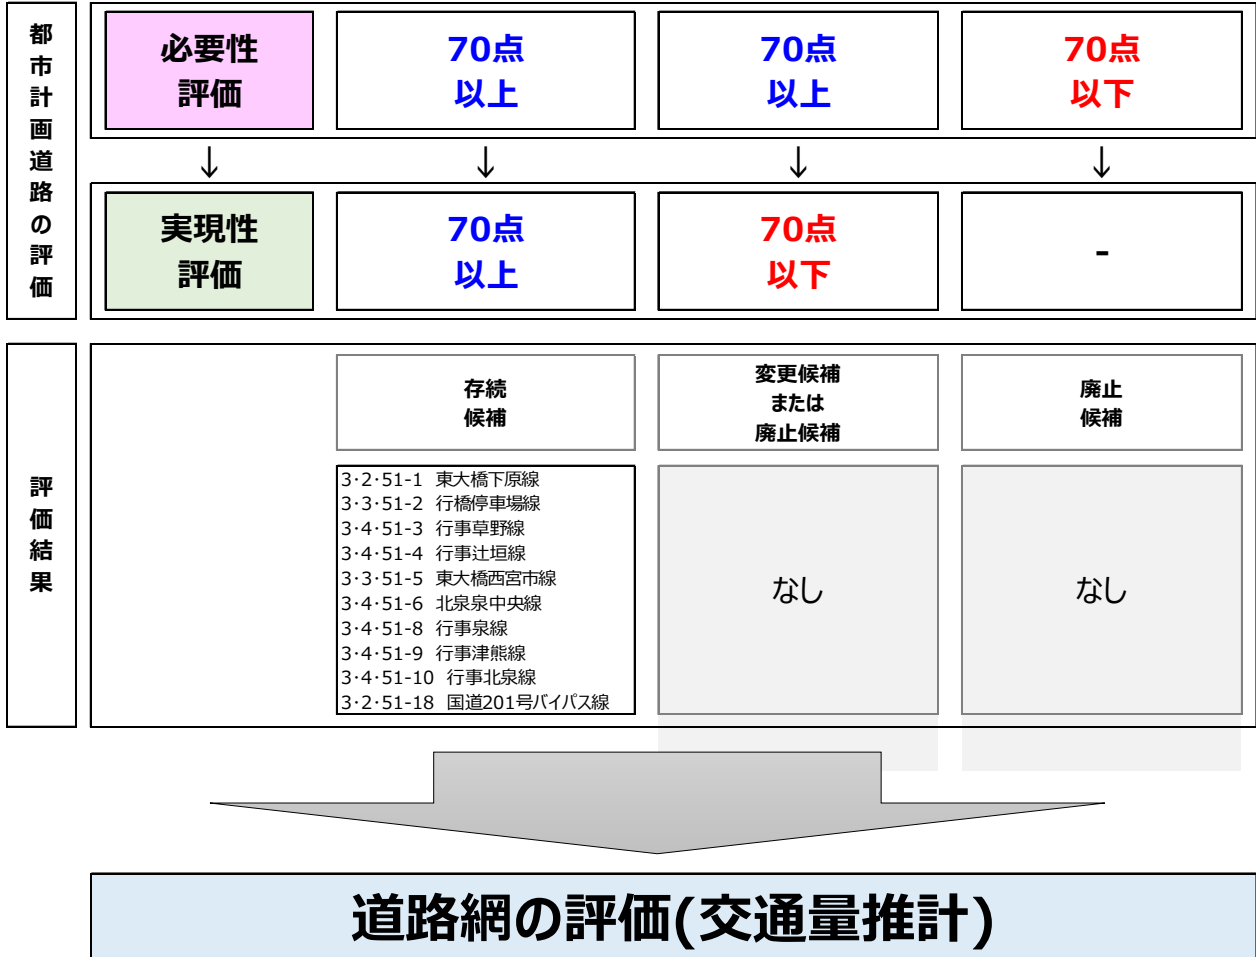 都市計画道路の評価
必要性
評価
70点
以上
70点
以上
70点
以下
↓
↓
↓
↓
実現性
評価
70点
以上
70点
以下
-
評価結果
存続
候補
変更候補
または
廃止候補
廃止
候補
3･2･51-1 東大橋下原線
3･3･51-2 行橋停車場線
3･4･51-3 行事草野線
3･4･51-4 行事辻垣線
3･3･51-5 東大橋西宮市線
3･4･51-6 北泉泉中央線
3･4･51-8 行事泉線
3･4･51-9 行事津熊線
3･4･51-10 行事北泉線
3･2･51-18 国道201号バイパス線
なし
なし
道路網の評価(交通量推計)